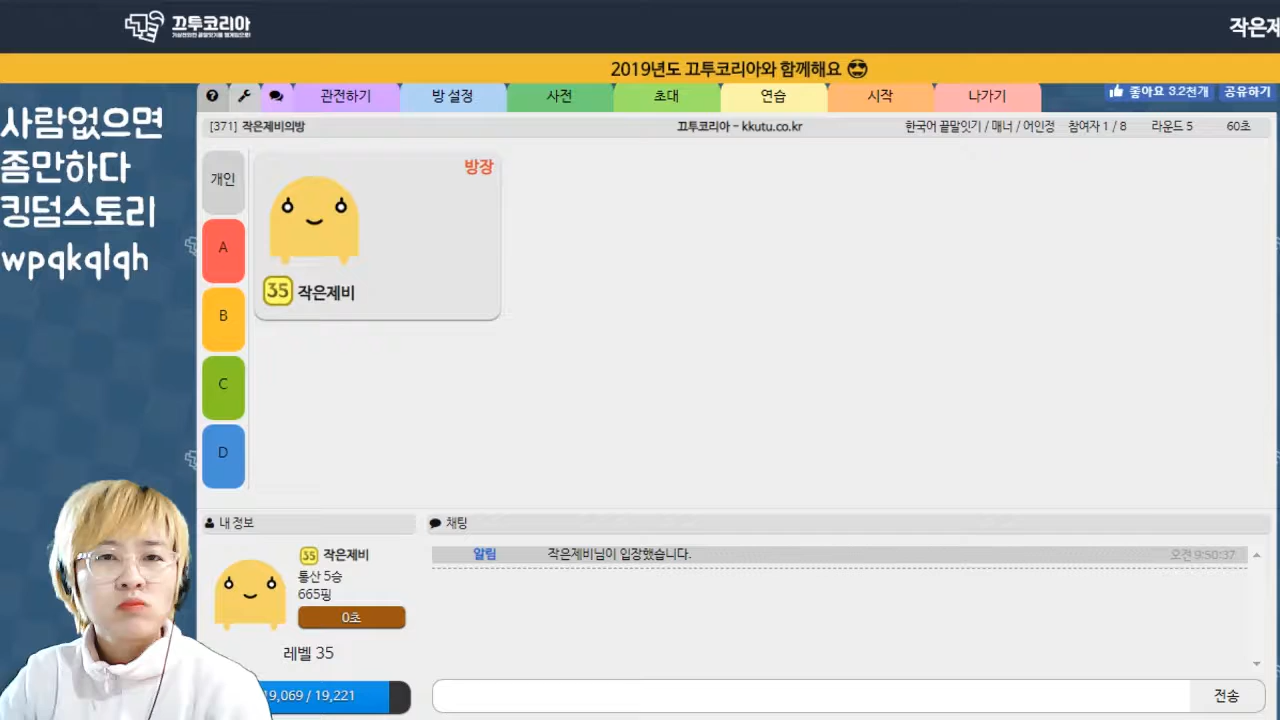 끄투코리아
작은제
2019년도 끄투코리아와 함께해요
관전하기
방 설정
사전
초대
연습
시작
나가기
좋아요 3.2천개
공유하기
사람없으면
좀만하다
킹덤스토리
wpqkqlqh
[371] 작은제비의방
끄투코리아 - kkutu.co.kr
한국어 끝말잇기 / 매너 / 어인정
참여자 1 / 8
라운드 5
60초
개인
A
B
C
D
방장
35 작은제비
내 정보
채팅
35 작은제비
통산 5승
665핑
0초
레벨 35
9,069 / 19,221
알림
작은제비님이 입장했습니다.
오전 9:50:37
전송